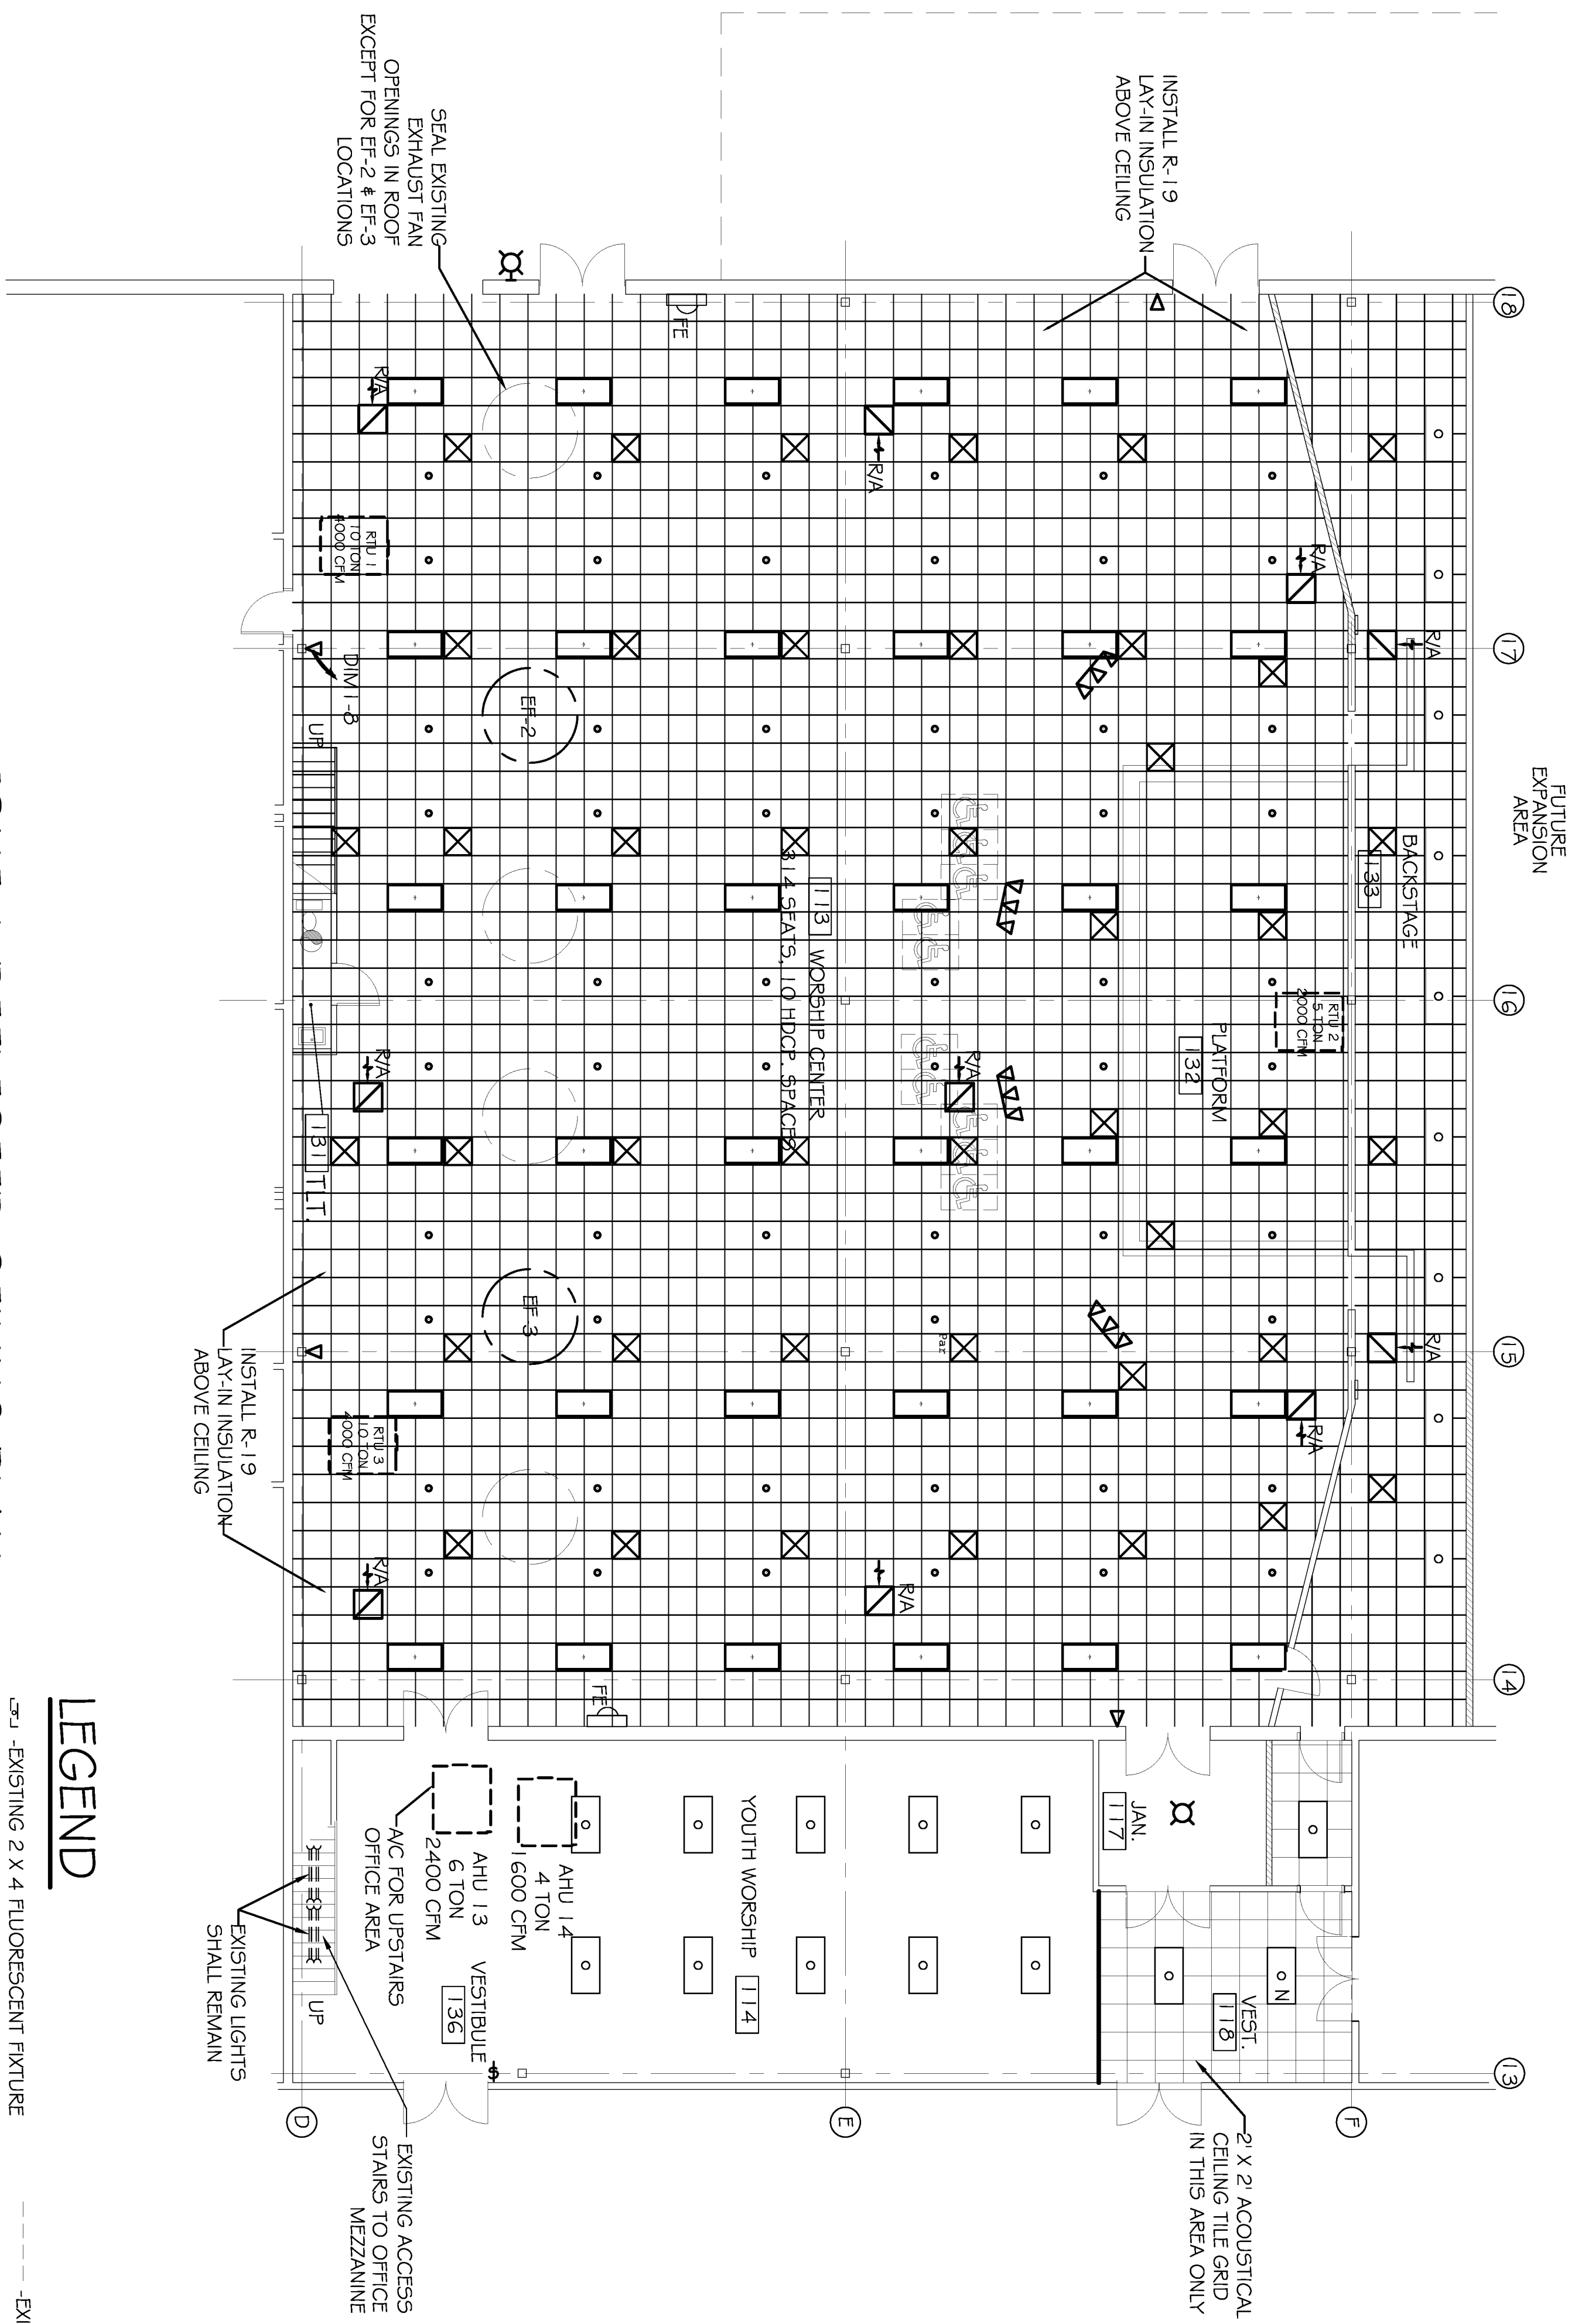 INSTALL R-19
LAY-IN INSULATION
ABOVE CEILING
SEAL EXISTING
EXHAUST FAN
OPENINGS IN ROOF
EXCEPT FOR EF-2 & EF-3
LOCATIONS
FUTURE
EXPANSION
AREA
18
17
16
15
14
13
F
E
D
FE
R/A
R/A
R/A
R/A
RTU 1
10 TON
4000 CFM
DIM1-8
UP
EF-2
BACKSTAGE
133
RTU 2
5 TON
2000 CFM
PLATFORM
132
113 WORSHIP CENTER
314 SEATS, 10 HDCP. SPACES
R/A
R/A
131 TLT.
EF-3
Par
R/A
R/A
RTU 3
10 TON
4000 CFM
R/A
R/A
INSTALL R-19
LAY-IN INSULATION
ABOVE CEILING
FE
JAN.
117
YOUTH WORSHIP 114
AHU 14
4 TON
1600 CFM
AHU 13
6 TON
2400 CFM
VESTIBULE
136
A/C FOR UPSTAIRS
OFFICE AREA
N
VEST.
118
UP
$
EXISTING LIGHTS
SHALL REMAIN
2' X 2' ACOUSTICAL
CEILING TILE GRID
IN THIS AREA ONLY
EXISTING ACCESS
STAIRS TO OFFICE
MEZZANINE
LEGEND
-EXISTING 2 X 4 FLUORESCENT FIXTURE
-EXI